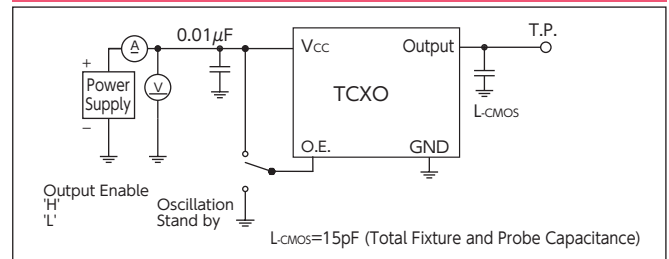 T.P.
0.01μF
A
Vcc
Output
+
Power
Supply
V
TCXO
L-CMOS
−
O.E.
GND
Output Enable
'H' Oscillation
'L' Stand by
L-CMOS=15pF (Total Fixture and Probe Capacitance)